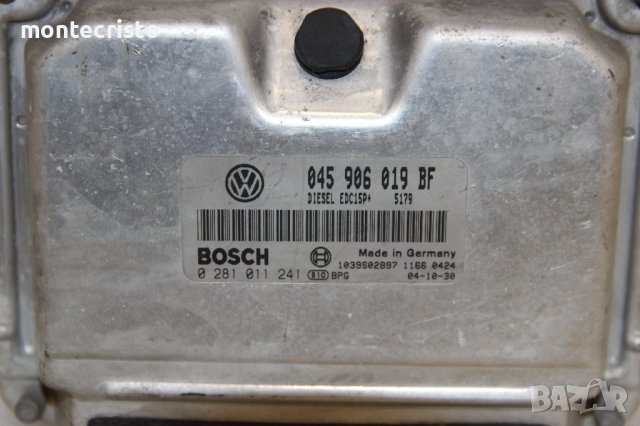 montecristo
045 906 019 BF
DIESEL EDC15P+ 5179
BOSCH
Made in Germany
1039S02897 1166 0424
0 281 011 241 810 BPG 04-10-30
BAZAR